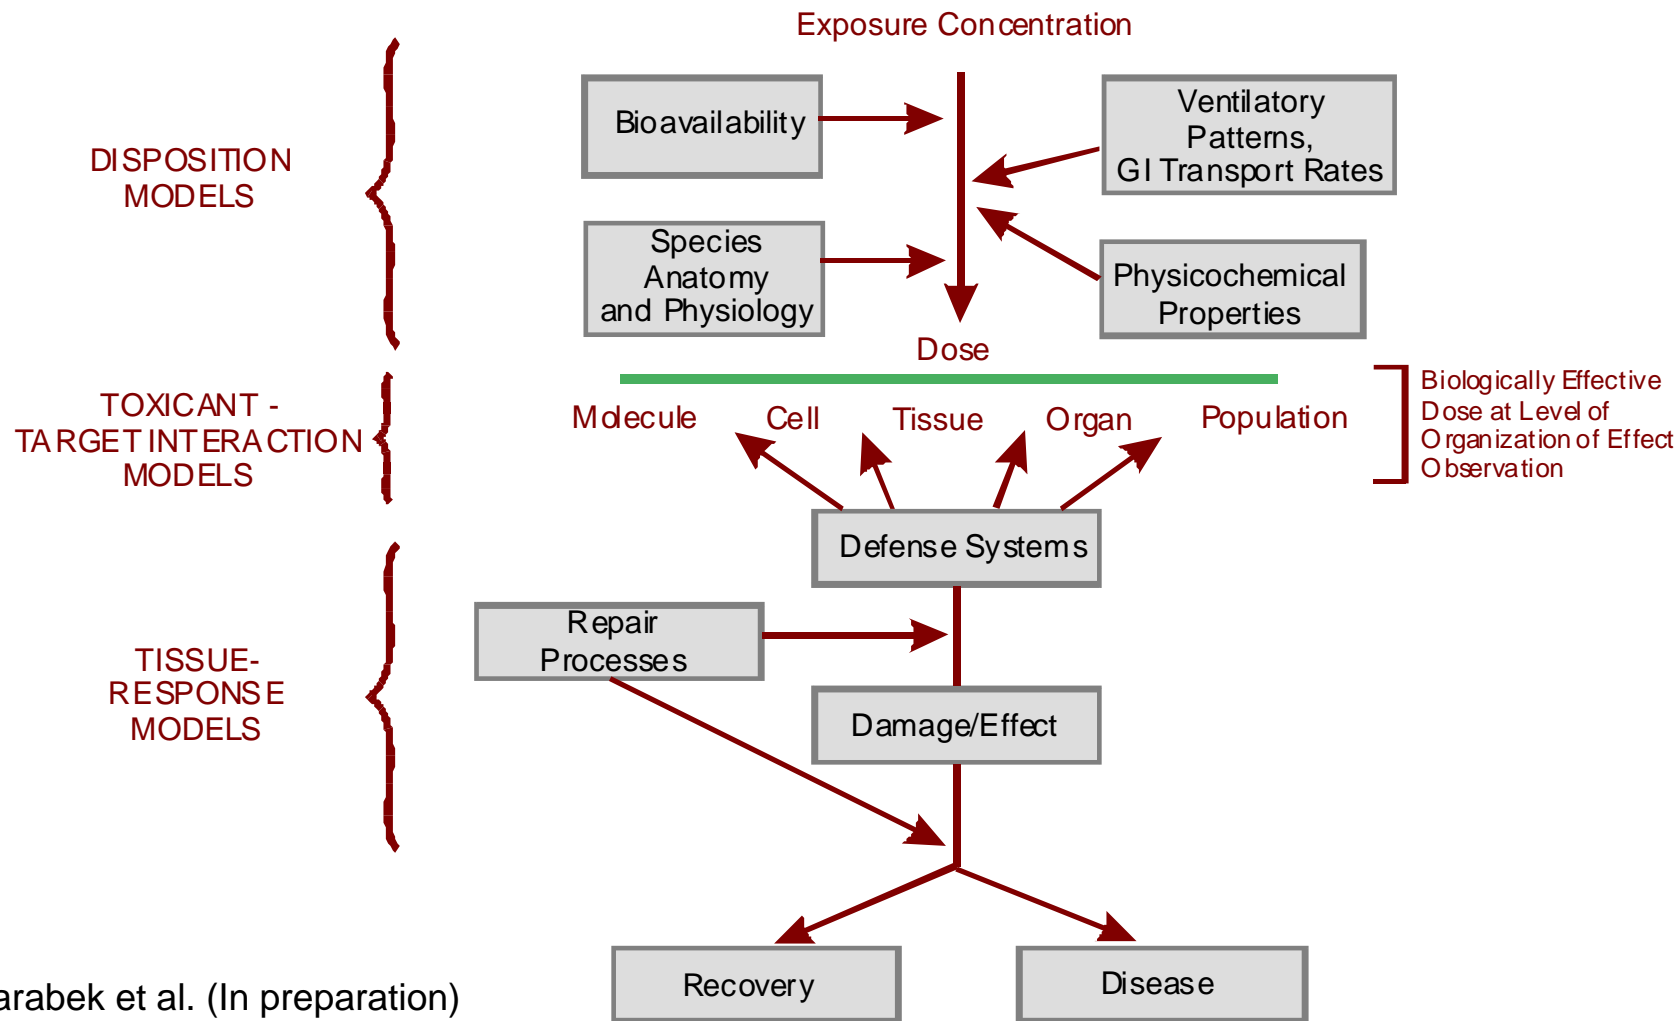 Exposure Concentration
Bioavailability
Ventilatory
Patterns,
GI Transport Rates
DISPOSITION
MODELS
Species
Anatomy
and Physiology
Physicochemical
Properties
Dose
Biologically Effective
Dose at Level of
Organization of Effect
Observation
TOXICANT -
TARGET INTERACTION
MODELS
Molecule Cell Tissue Organ Population
Defense Systems
Repair
Processes
TISSUE-
RESPONSE
MODELS
Damage/Effect
Recovery
Disease
arabek et al. (In preparation)